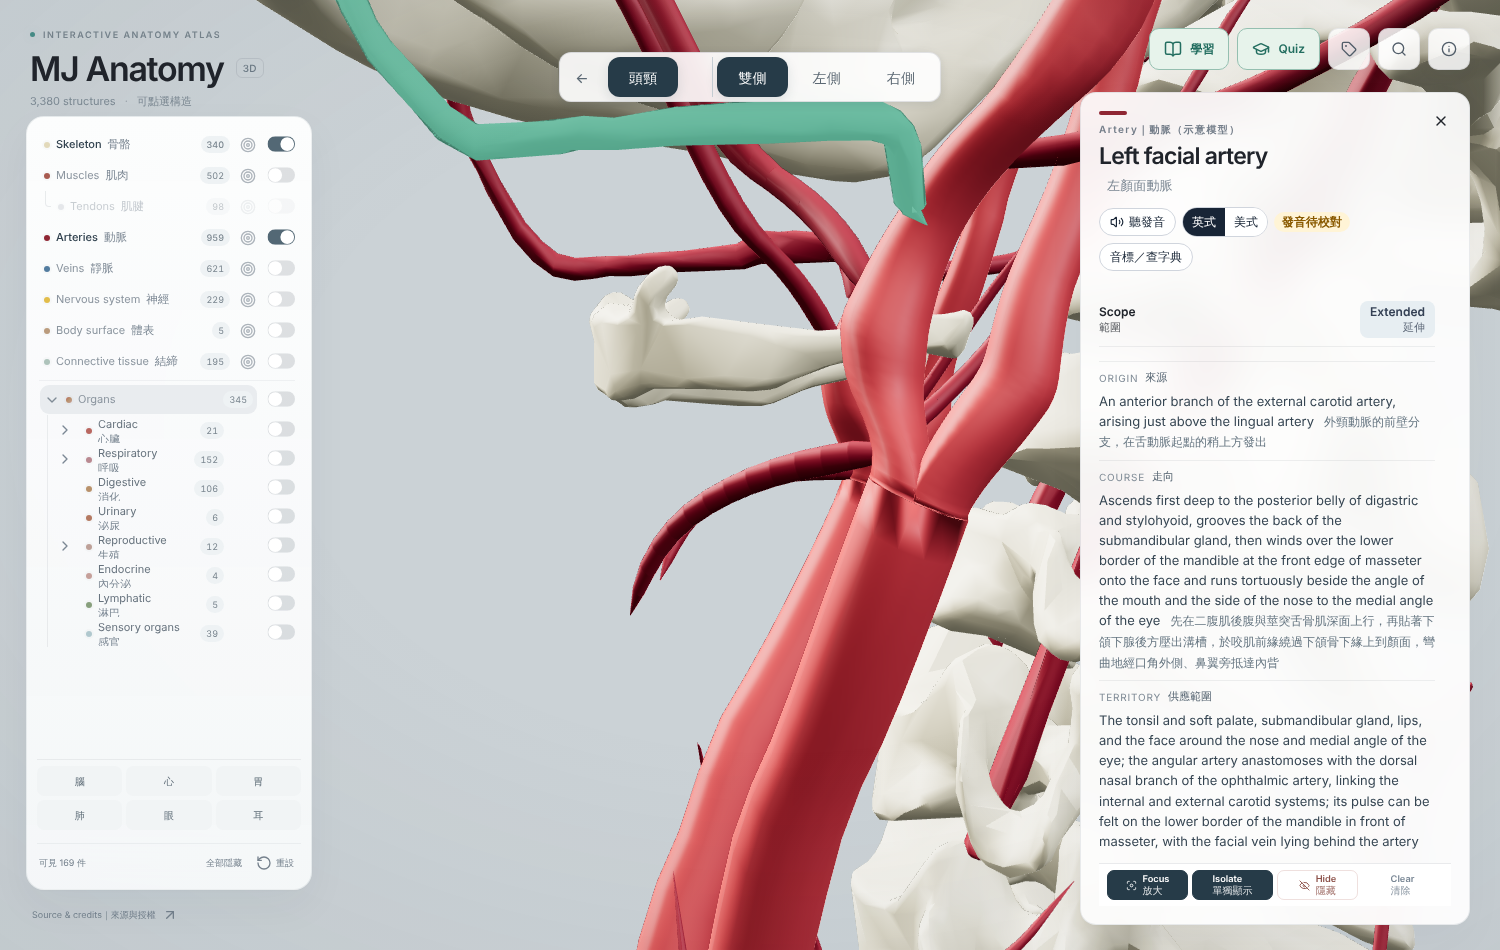 INTERACTIVE ANATOMY ATLAS
MJ Anatomy 3D
3,380 structures · 可點選構造
Skeleton 骨骼 340
Muscles 肌肉 502
Tendons 肌腱 98
Arteries 動脈 959
Veins 靜脈 621
Nervous system 神經 229
Body surface 體表 5
Connective tissue 結締 195
Organs 345
Cardiac 21
心臟
Respiratory 152
呼吸
Digestive 106
消化
Urinary 6
泌尿
Reproductive 12
生殖
Endocrine 4
內分泌
Lymphatic 5
淋巴
Sensory organs 39
感官
腦 心 胃
肺 眼 耳
可見 169 件 全部隱藏 重設
Source & credits | 來源與授權
頭頸 雙側 左側 右側
學習 Quiz
Artery | 動脈（示意模型）
Left facial artery
左顏面動脈
聽發音 英式 美式 發音待校對
音標／查字典
Scope Extended
範圍 延伸
ORIGIN 來源
An anterior branch of the external carotid artery,
arising just above the lingual artery 外頸動脈的前壁分
支，在舌動脈起點的稍上方發出
COURSE 走向
Ascends first deep to the posterior belly of digastric
and stylohyoid, grooves the back of the
submandibular gland, then winds over the lower
border of the mandible at the front edge of masseter
onto the face and runs tortuously beside the angle of
the mouth and the side of the nose to the medial angle
of the eye 先在二腹肌後腹與莖突舌骨肌深面上行，再貼著下
頜下腺後方壓出溝槽，於咬肌前緣繞過下頜骨下緣上到顏面，彎
曲地經口角外側、鼻翼旁抵達內眥
TERRITORY 供應範圍
The tonsil and soft palate, submandibular gland, lips,
and the face around the nose and medial angle of the
eye; the angular artery anastomoses with the dorsal
nasal branch of the ophthalmic artery, linking the
internal and external carotid systems; its pulse can be
felt on the lower border of the mandible in front of
masseter, with the facial vein lying behind the artery
Focus Isolate Hide Clear
放大 單獨顯示 隱藏 清除